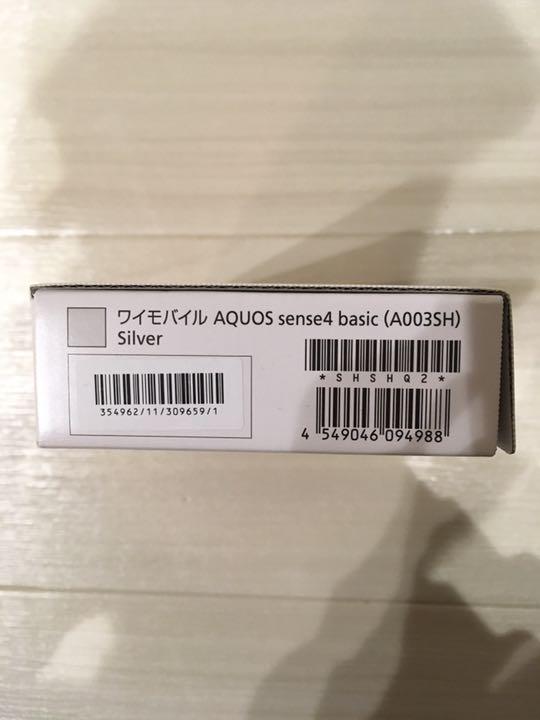 ワイモバイル AQUOS sense4 basic (A003SH)
Silver
354962/11/309659/1
*SHSHQ2*
4 549046 094988